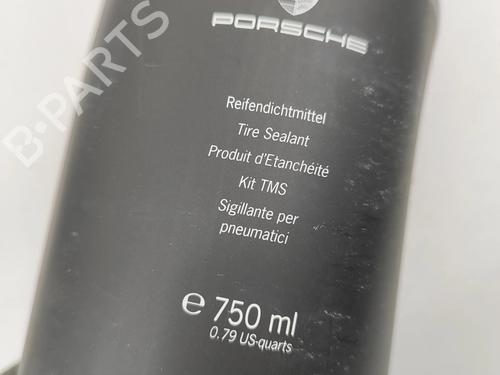 PORSCHE
Reifendichtmittel
Tire Sealant
Produit d'Etanchéité
Kit TMS
Sigillante per
pneumatici
℮ 750 ml
0.79 US-quarts
B-PARTS